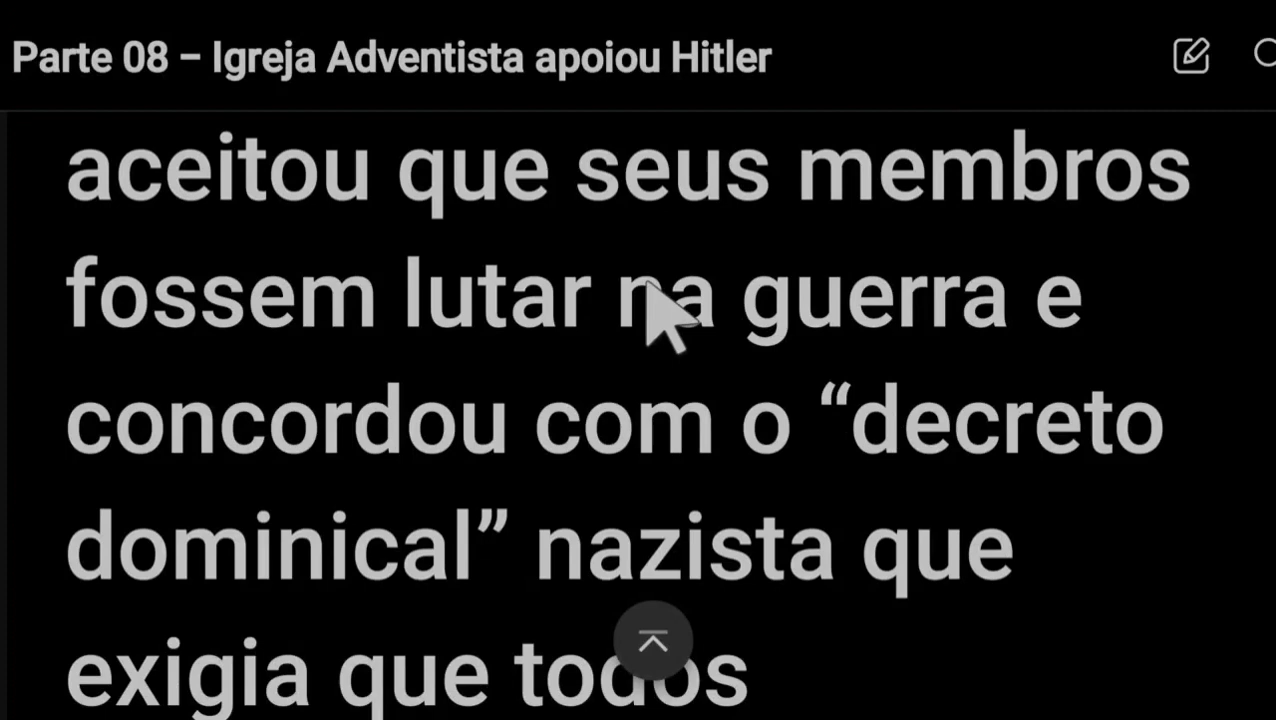 Parte 08 – Igreja Adventista apoiou Hitler
aceitou que seus membros
fossem lutar na guerra e
concordou com o “decreto
dominical” nazista que
exigia que todos